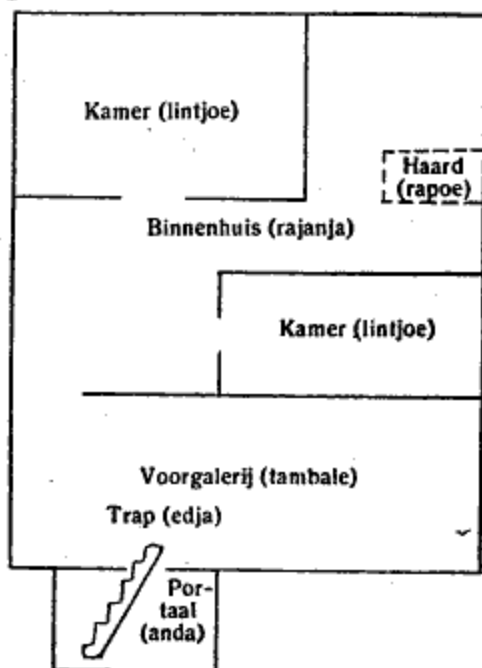 Kamer (lintjoe)
Haard
(rapoe)
Binnenhuis (rajanja)
Kamer (lintjoe)
Voorgalerij (tambale)
Trap (edja)
Por-
taal
(anda)